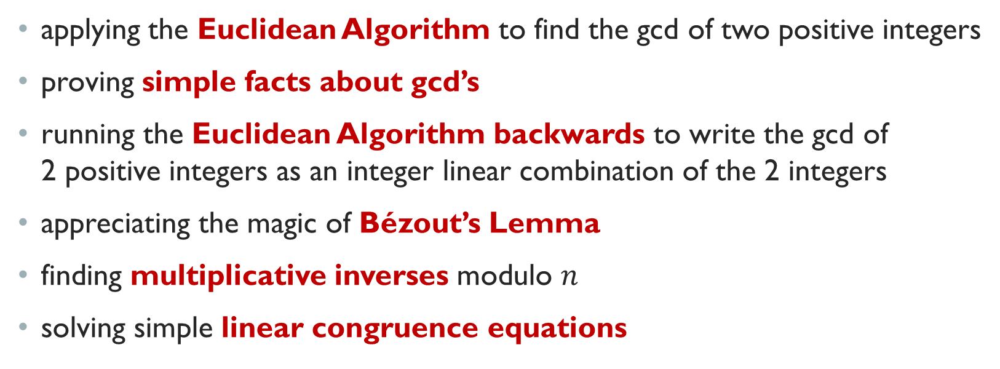 • applying the Euclidean Algorithm to find the gcd of two positive integers
• proving simple facts about gcd’s
• running the Euclidean Algorithm backwards to write the gcd of
2 positive integers as an integer linear combination of the 2 integers
• appreciating the magic of Bézout’s Lemma
• finding multiplicative inverses modulo 𝑛
• solving simple linear congruence equations